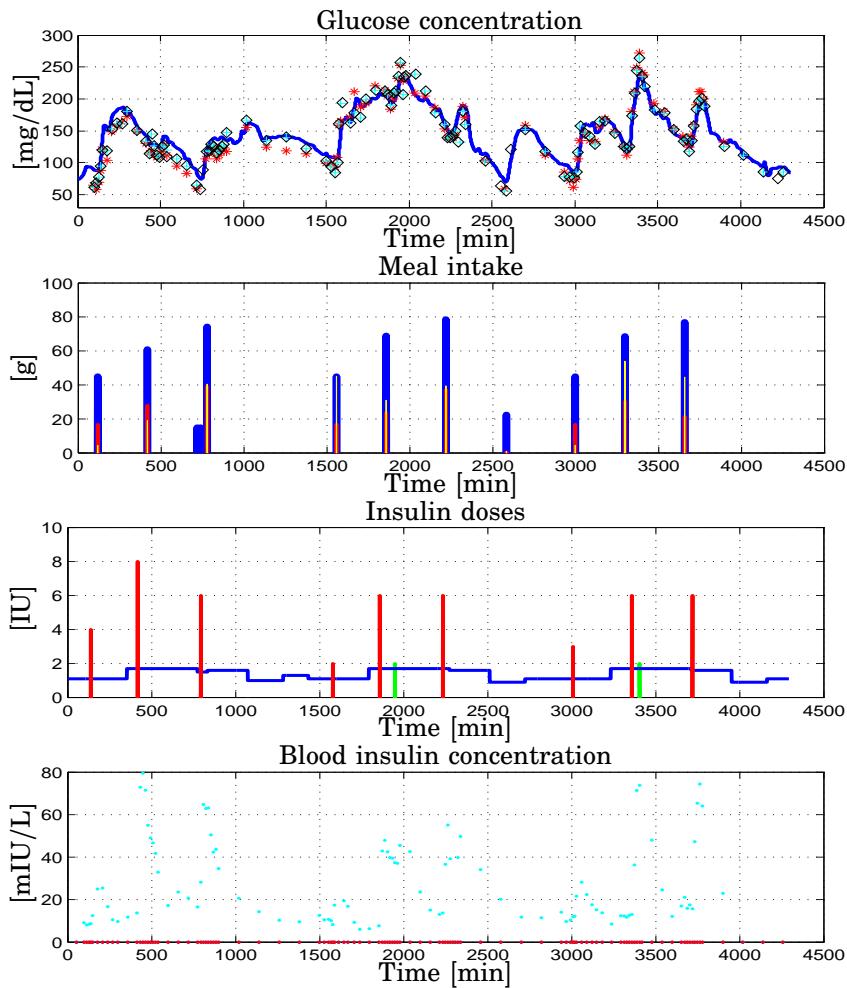 Glucose concentration
300
250
200
150
100
50
[mg/dL]
0 500 1000 1500 2000 2500 3000 3500 4000 4500
Time [min]
Meal intake
100
80
60
40
20
0
[g]
0 500 1000 1500 2000 2500 3000 3500 4000 4500
Time [min]
Insulin doses
10
8
6
4
2
0
[IU]
0 500 1000 1500 2000 2500 3000 3500 4000 4500
Time [min]
Blood insulin concentration
80
60
40
20
0
[mIU/L]
0 500 1000 1500 2000 2500 3000 3500 4000 4500
Time [min]